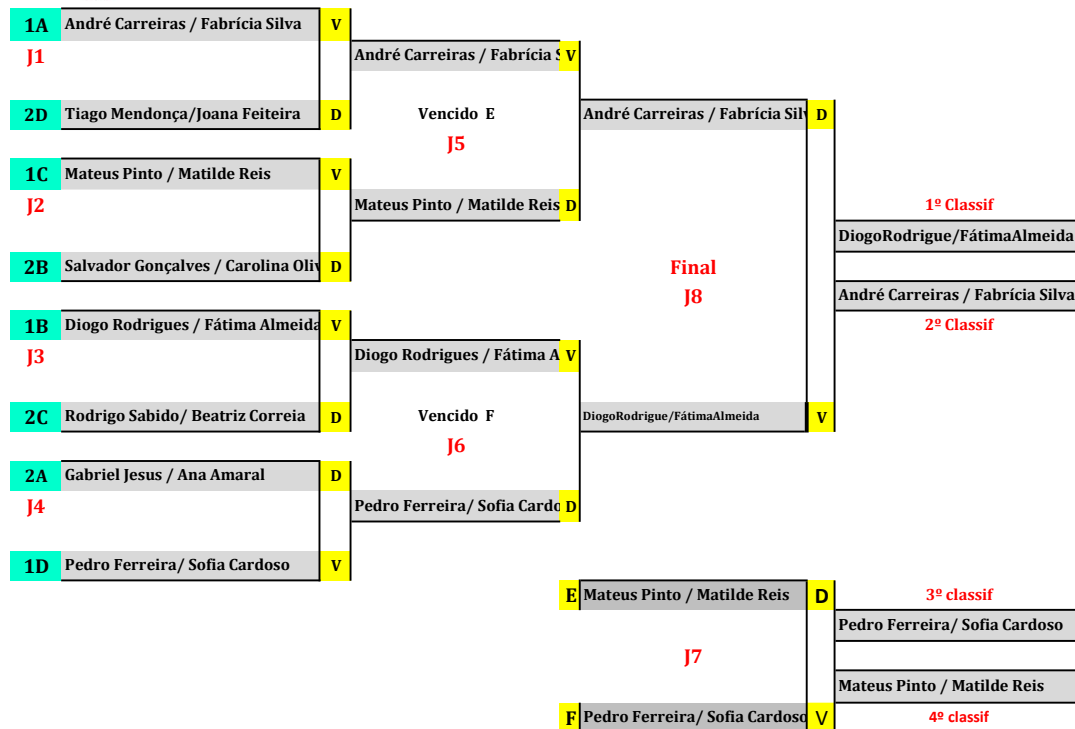 1A André Carreiras / Fabrícia Silva V
J1
2D Tiago Mendonça/Joana Feiteira D
1C Mateus Pinto / Matilde Reis V
J2
2B Salvador Gonçalves / Carolina Oliv D
1B Diogo Rodrigues / Fátima Almeida V
J3
2C Rodrigo Sabido/ Beatriz Correia D
2A Gabriel Jesus / Ana Amaral D
J4
1D Pedro Ferreira/ Sofia Cardoso V
André Carreiras / Fabrícia S V
Vencido E
J5
Mateus Pinto / Matilde Reis D
Diogo Rodrigues / Fátima A V
Vencido F
J6
Pedro Ferreira/ Sofia Cardo D
André Carreiras / Fabrícia Silv D
Final
J8
DiogoRodrigue/FátimaAlmeida V
1º Classif
DiogoRodrigue/FátimaAlmeida
André Carreiras / Fabrícia Silva
2º Classif
E Mateus Pinto / Matilde Reis D
J7
F Pedro Ferreira/ Sofia Cardoso V
3º classif
Pedro Ferreira/ Sofia Cardoso
Mateus Pinto / Matilde Reis
4º classif